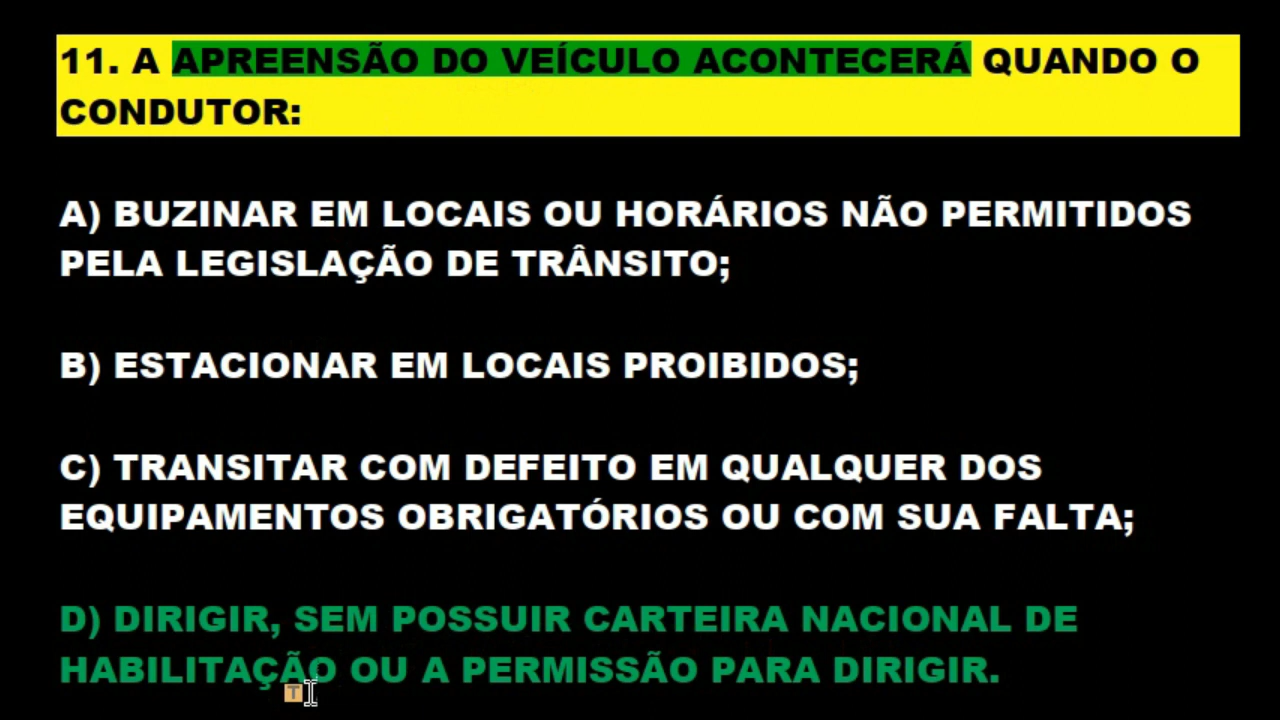 11. A APREENSÃO DO VEÍCULO ACONTECERÁ QUANDO O
CONDUTOR:
A) BUZINAR EM LOCAIS OU HORÁRIOS NÃO PERMITIDOS
PELA LEGISLAÇÃO DE TRÂNSITO;
B) ESTACIONAR EM LOCAIS PROIBIDOS;
C) TRANSITAR COM DEFEITO EM QUALQUER DOS
EQUIPAMENTOS OBRIGATÓRIOS OU COM SUA FALTA;
D) DIRIGIR, SEM POSSUIR CARTEIRA NACIONAL DE
HABILITAÇÃO OU A PERMISSÃO PARA DIRIGIR.
T